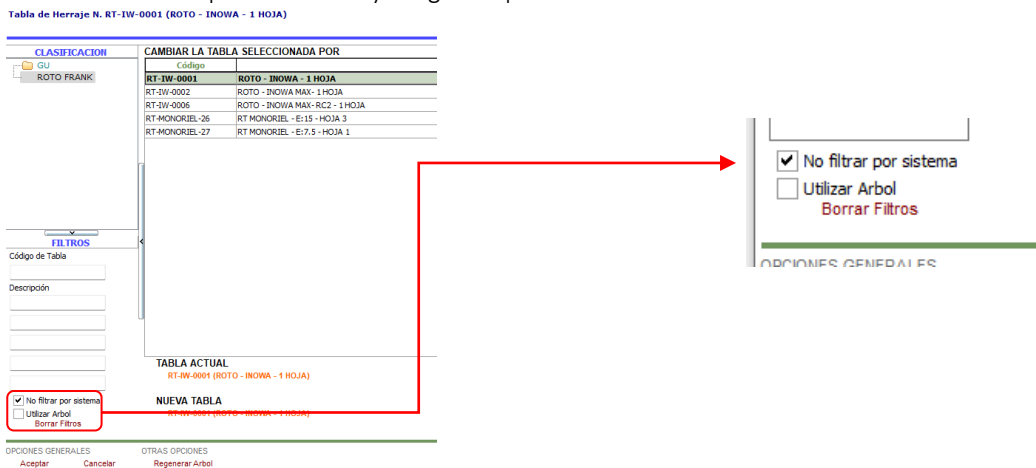 Tabla de Herraje N. RT-IW-0001 (ROTO - INOWA - 1 HOJA)
CLASIFICACION
GU
ROTO FRANK
CAMBIAR LA TABLA SELECCIONADA POR
Código
RT-IW-0001 ROTO - INOWA - 1 HOJA
RT-IW-0002 ROTO - INOWA MAX- 1 HOJA
RT-IW-0006 ROTO - INOWA MAX- RC2 - 1 HOJA
RT-MONORIEL-26 RT MONORIEL - E:15 - HOJA 3
RT-MONORIEL-27 RT MONORIEL - E:7.5 - HOJA 1
FILTROS
Código de Tabla
Descripción
No filtrar por sistema
Utilizar Arbol
Borrar Filtros
TABLA ACTUAL
RT-IW-0001 (ROTO - INOWA - 1 HOJA)
NUEVA TABLA
RT-IW-0001 (ROTO - INOWA - 1 HOJA)
OPCIONES GENERALES
Aceptar Cancelar
OTRAS OPCIONES
Regenerar Arbol
No filtrar por sistema
Utilizar Arbol
Borrar Filtros
OPCIONES GENERALES